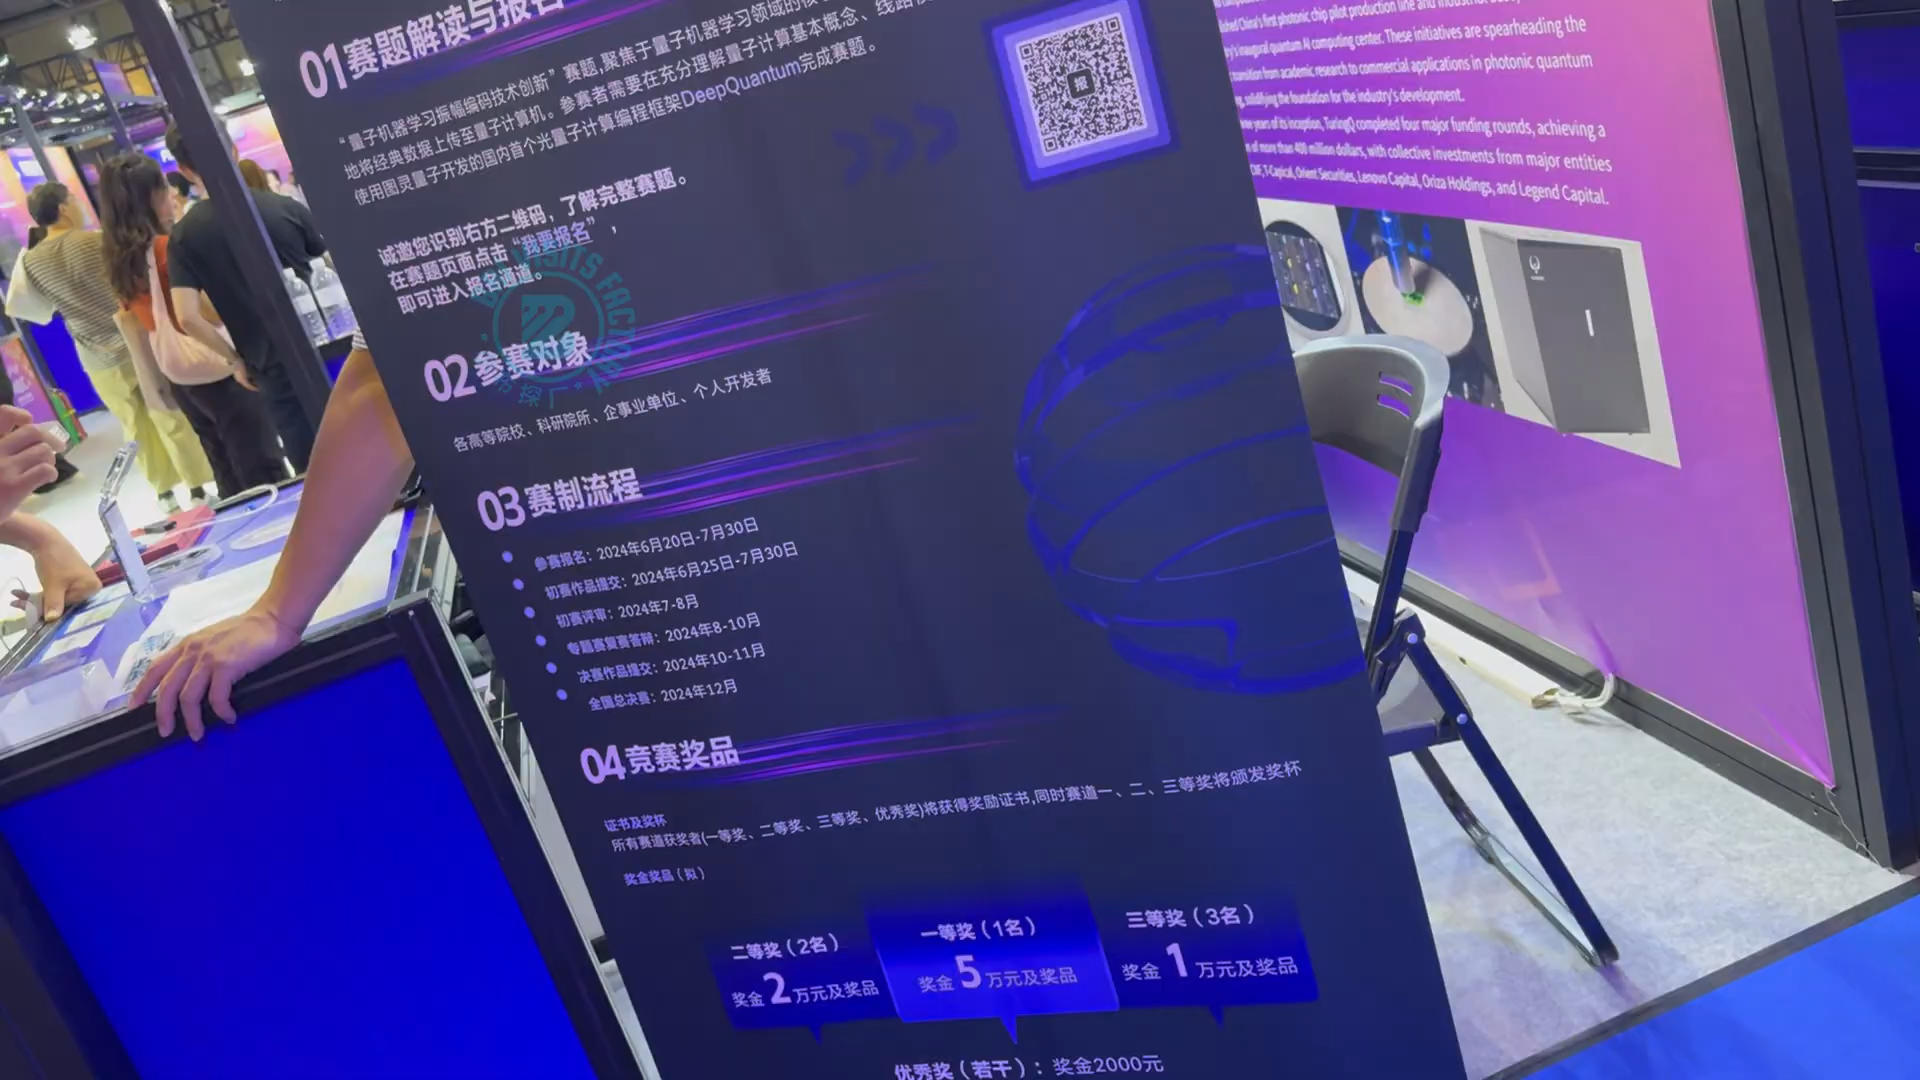 01赛题解读与报名
“量子机器学习振幅编码技术创新”赛题,聚焦于量子机器学习领域的核
地将经典数据上传至量子计算机。参赛者需要在充分理解量子计算基本概念、线路
使用图灵量子开发的国内首个光量子计算编程框架DeepQuantum完成赛题。
诚邀您识别右方二维码，了解完整赛题。
在赛题页面点击“我要报名”，
即可进入报名通道。
报
02参赛对象
各高等院校、科研院所、企事业单位、个人开发者
03赛制流程
参赛报名：2024年6月20日-7月30日
初赛作品提交：2024年6月25日-7月30日
初赛评审：2024年7-8月
专题赛复赛答辩：2024年8-10月
决赛作品提交：2024年10-11月
全国总决赛：2024年12月
04竞赛奖品
证书及奖杯
所有赛道获奖者(一等奖、二等奖、三等奖、优秀奖)将获得奖励证书,同时赛道一、二、三等奖将颁发奖杯
奖金奖品（拟）
二等奖（2名）
奖金2万元及奖品
一等奖（1名）
奖金5万元及奖品
三等奖（3名）
奖金1万元及奖品
优秀奖（若干）：奖金2000元
China's first photonic chip pilot production line and
inaugural quantum AI computing center. These initiatives are spearheading the
transition from academic research to commercial applications in photonic quantum
solidifying the foundation for the industry's development.
years of its inception, TuringQ completed four major funding rounds, achieving a
of more than 400 million dollars, with collective investments from major entities
T-Capical, Orient Securities, Lenovo Capital, Oriza Holdings, and Legend Capital.
VISITS FACTORY
探厂